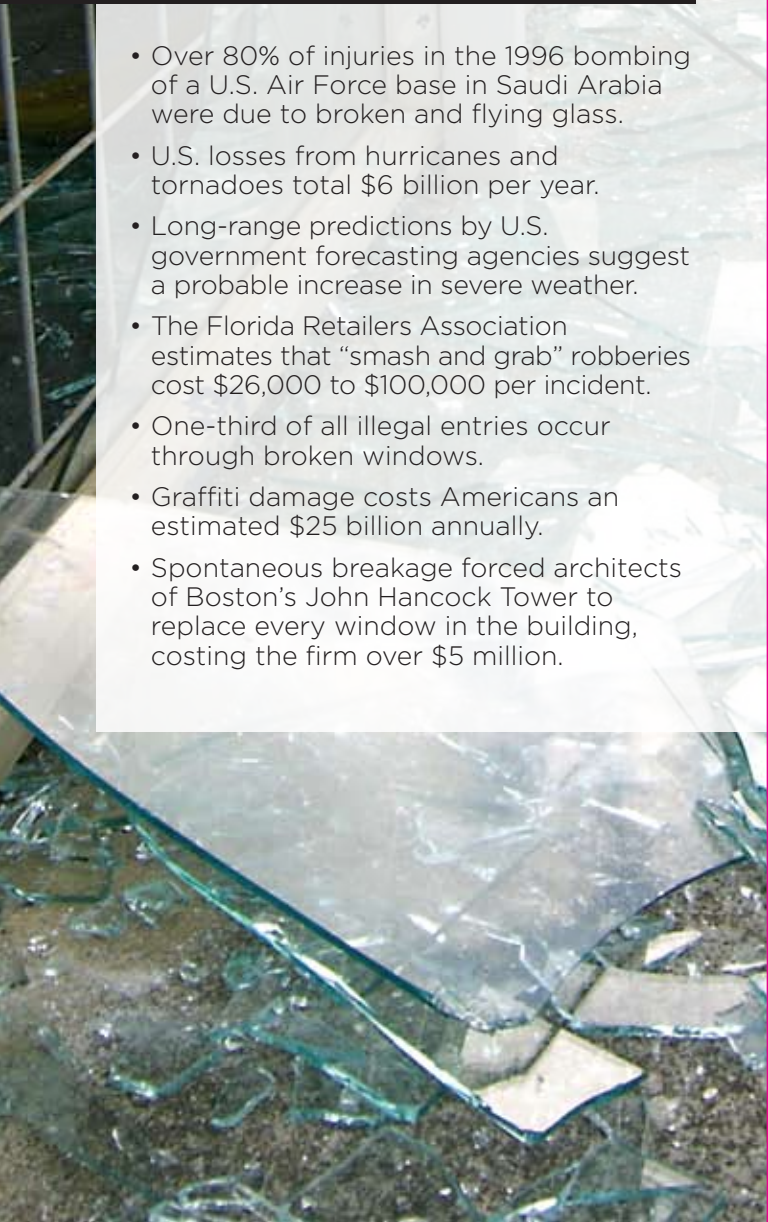 • Over 80% of injuries in the 1996 bombing
of a U.S. Air Force base in Saudi Arabia
were due to broken and flying glass.
• U.S. losses from hurricanes and
tornadoes total $6 billion per year.
• Long-range predictions by U.S.
government forecasting agencies suggest
a probable increase in severe weather.
• The Florida Retailers Association
estimates that “smash and grab” robberies
cost $26,000 to $100,000 per incident.
• One-third of all illegal entries occur
through broken windows.
• Graffiti damage costs Americans an
estimated $25 billion annually.
• Spontaneous breakage forced architects
of Boston’s John Hancock Tower to
replace every window in the building,
costing the firm over $5 million.